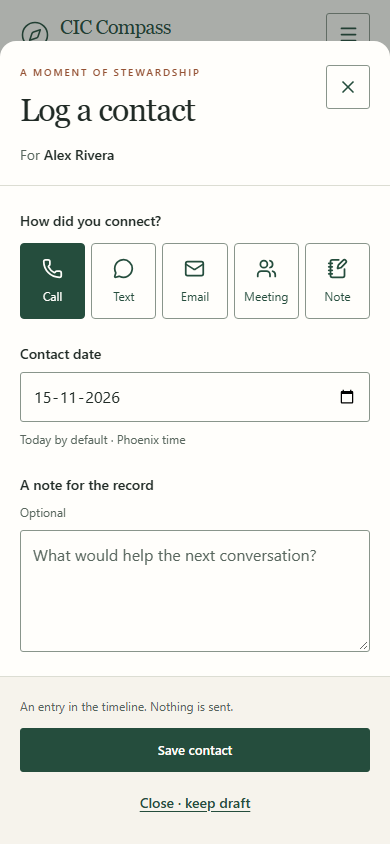 CIC Compass
A MOMENT OF STEWARDSHIP
Log a contact
For Alex Rivera
How did you connect?
Call Text Email Meeting Note
Contact date
15-11-2026
Today by default · Phoenix time
A note for the record
Optional
What would help the next conversation?
An entry in the timeline. Nothing is sent.
Save contact
Close · keep draft